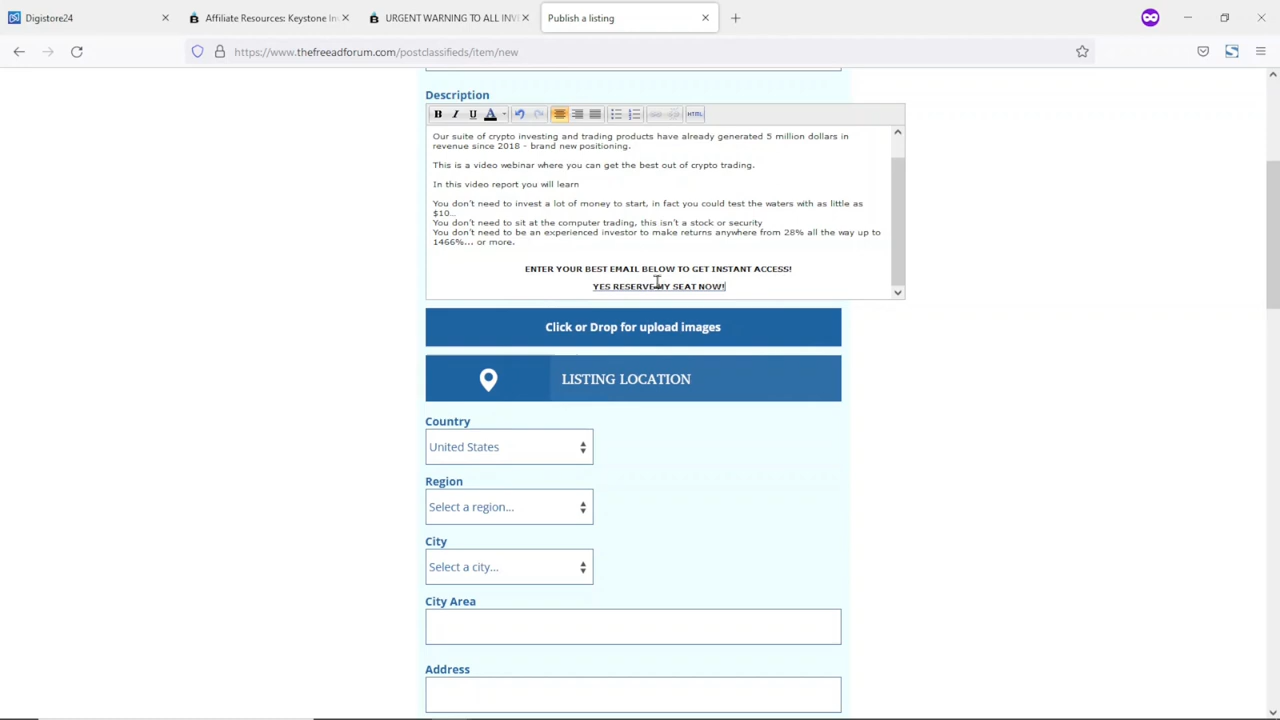 Digistore24
Affiliate Resources: Keystone In
URGENT WARNING TO ALL INV
Publish a listing
https://www.thefreeadforum.com/postclassifieds/item/new
Description
B I U A HTML
Our suite of crypto investing and trading products have already generated 5 million dollars in
revenue since 2018 - brand new positioning.
This is a video webinar where you can get the best out of crypto trading.
In this video report you will learn
You don't need to invest a lot of money to start, in fact you could test the waters with as little as
$10...
You don't need to sit at the computer trading, this isn't a stock or security
You don't need to be an experienced investor to make returns anywhere from 28% all the way up to
1466%... or more.
ENTER YOUR BEST EMAIL BELOW TO GET INSTANT ACCESS!
YES RESERVE MY SEAT NOW!
Click or Drop for upload images
LISTING LOCATION
Country
United States
Region
Select a region...
City
Select a city...
City Area
Address